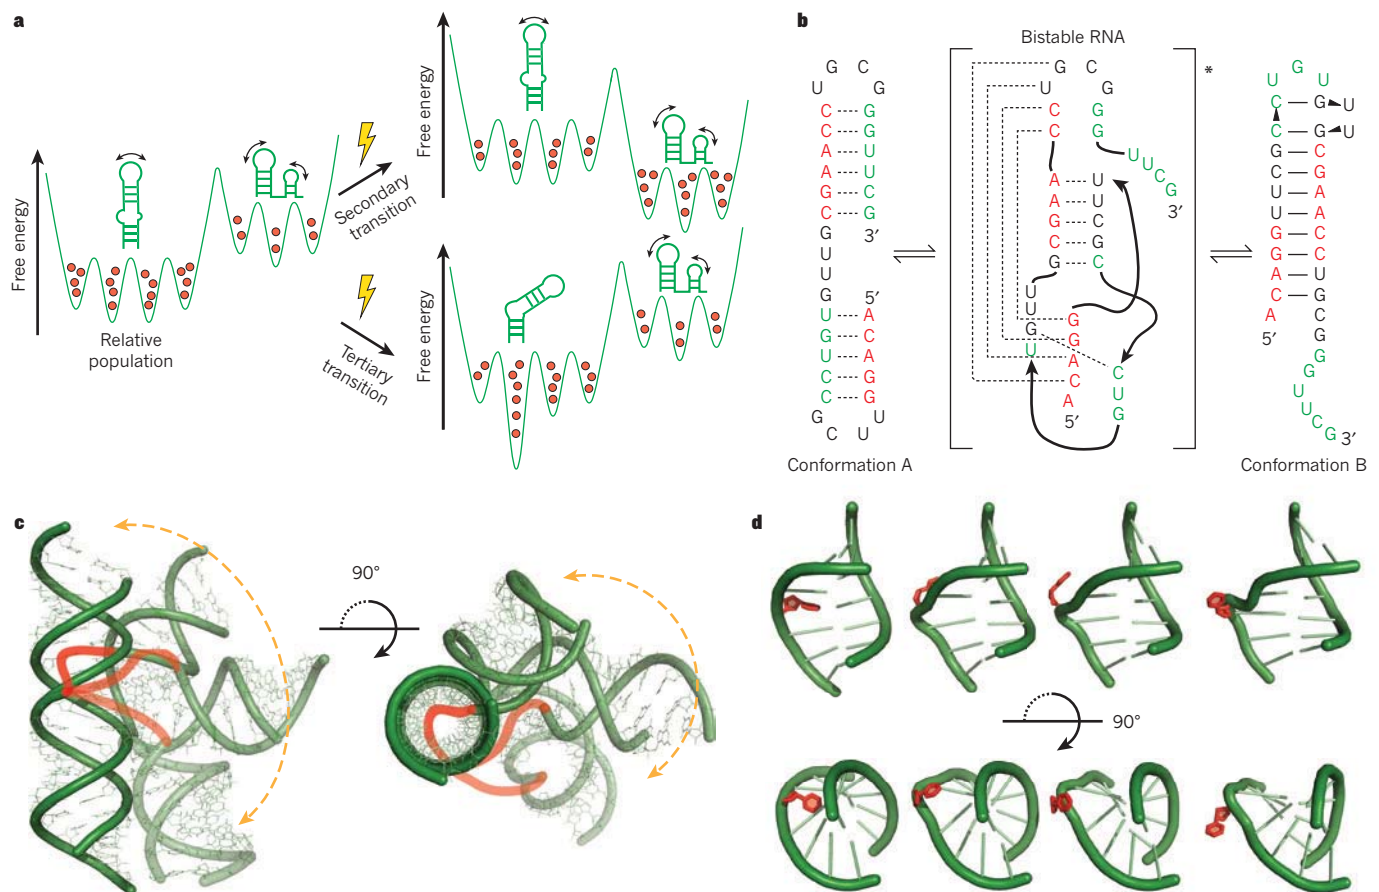 a
Free energy
Relative
population
Secondary
transition
Tertiary
transition
Free energy
Free energy
b
G C
U G
C G
C G
A U
A U
G C
C G
G 3′
U
U
G 5′
U A
G C
U A
C G
C G
G U
C U
Conformation A
Bistable RNA
*
G C
U G
C G
C G
U U C G
3′
A U
A U
G C
C G
G C
U
U G
G G
U A C
C U
A G
5′
G
U U
C G U
C G U
G C
C G
U A
U A
G C
G C
A U
C G
A C
5′ G
G
U
U
C
G 3′
Conformation B
c
90°
d
90°